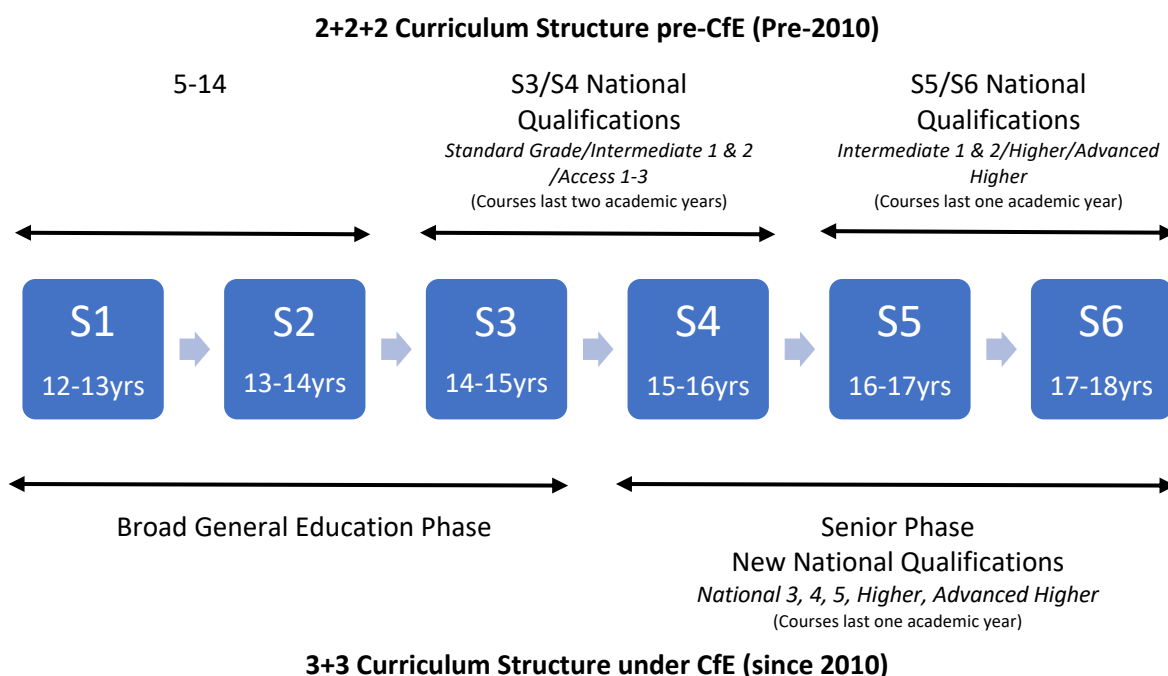 2+2+2 Curriculum Structure pre-CfE (Pre-2010)
5-14
S3/S4 National
Qualifications
Standard Grade/Intermediate 1 & 2
/Access 1-3
(Courses last two academic years)
S5/S6 National
Qualifications
Intermediate 1 & 2/Higher/Advanced
Higher
(Courses last one academic year)
S1
12-13yrs
S2
13-14yrs
S3
14-15yrs
S4
15-16yrs
S5
16-17yrs
S6
17-18yrs
Broad General Education Phase
Senior Phase
New National Qualifications
National 3, 4, 5, Higher, Advanced Higher
(Courses last one academic year)
3+3 Curriculum Structure under CfE (since 2010)